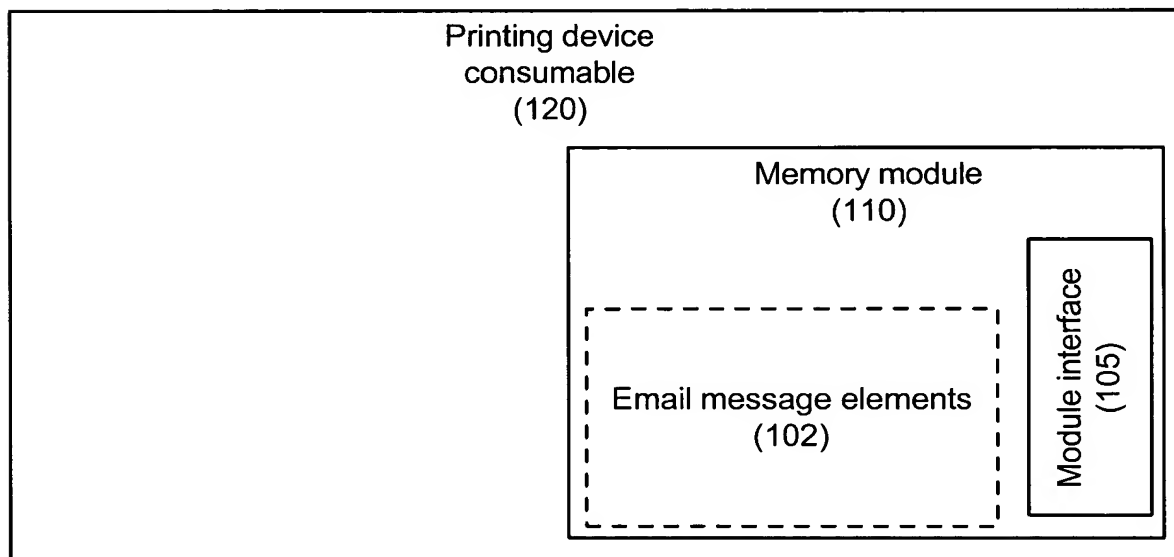 Printing device
consumable
(120)
Memory module
(110)
Email message elements
(102)
Module interface
(105)